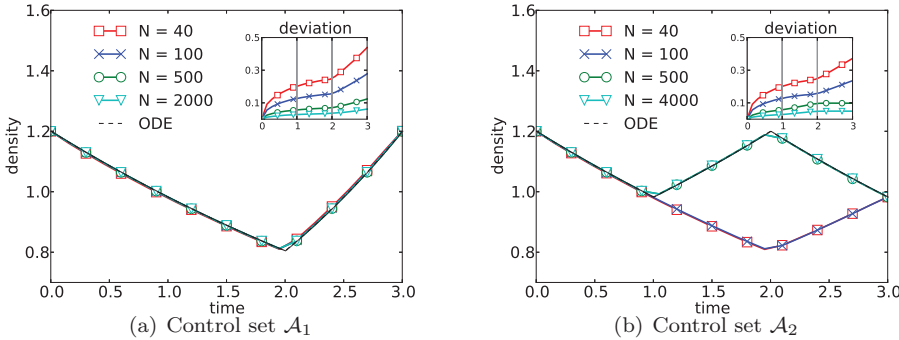 1.6
1.4
1.2
1.0
0.8
density
0.0 0.5 1.0 1.5 2.0 2.5 3.0
time
N = 40
N = 100
N = 500
N = 2000
ODE
deviation
0.5
0.3
0.1
0 1 2 3
(a) Control set 𝒜₁
1.6
1.4
1.2
1.0
0.8
density
0.0 0.5 1.0 1.5 2.0 2.5 3.0
time
N = 40
N = 100
N = 500
N = 4000
ODE
deviation
0.5
0.3
0.1
0 1 2 3
(b) Control set 𝒜₂